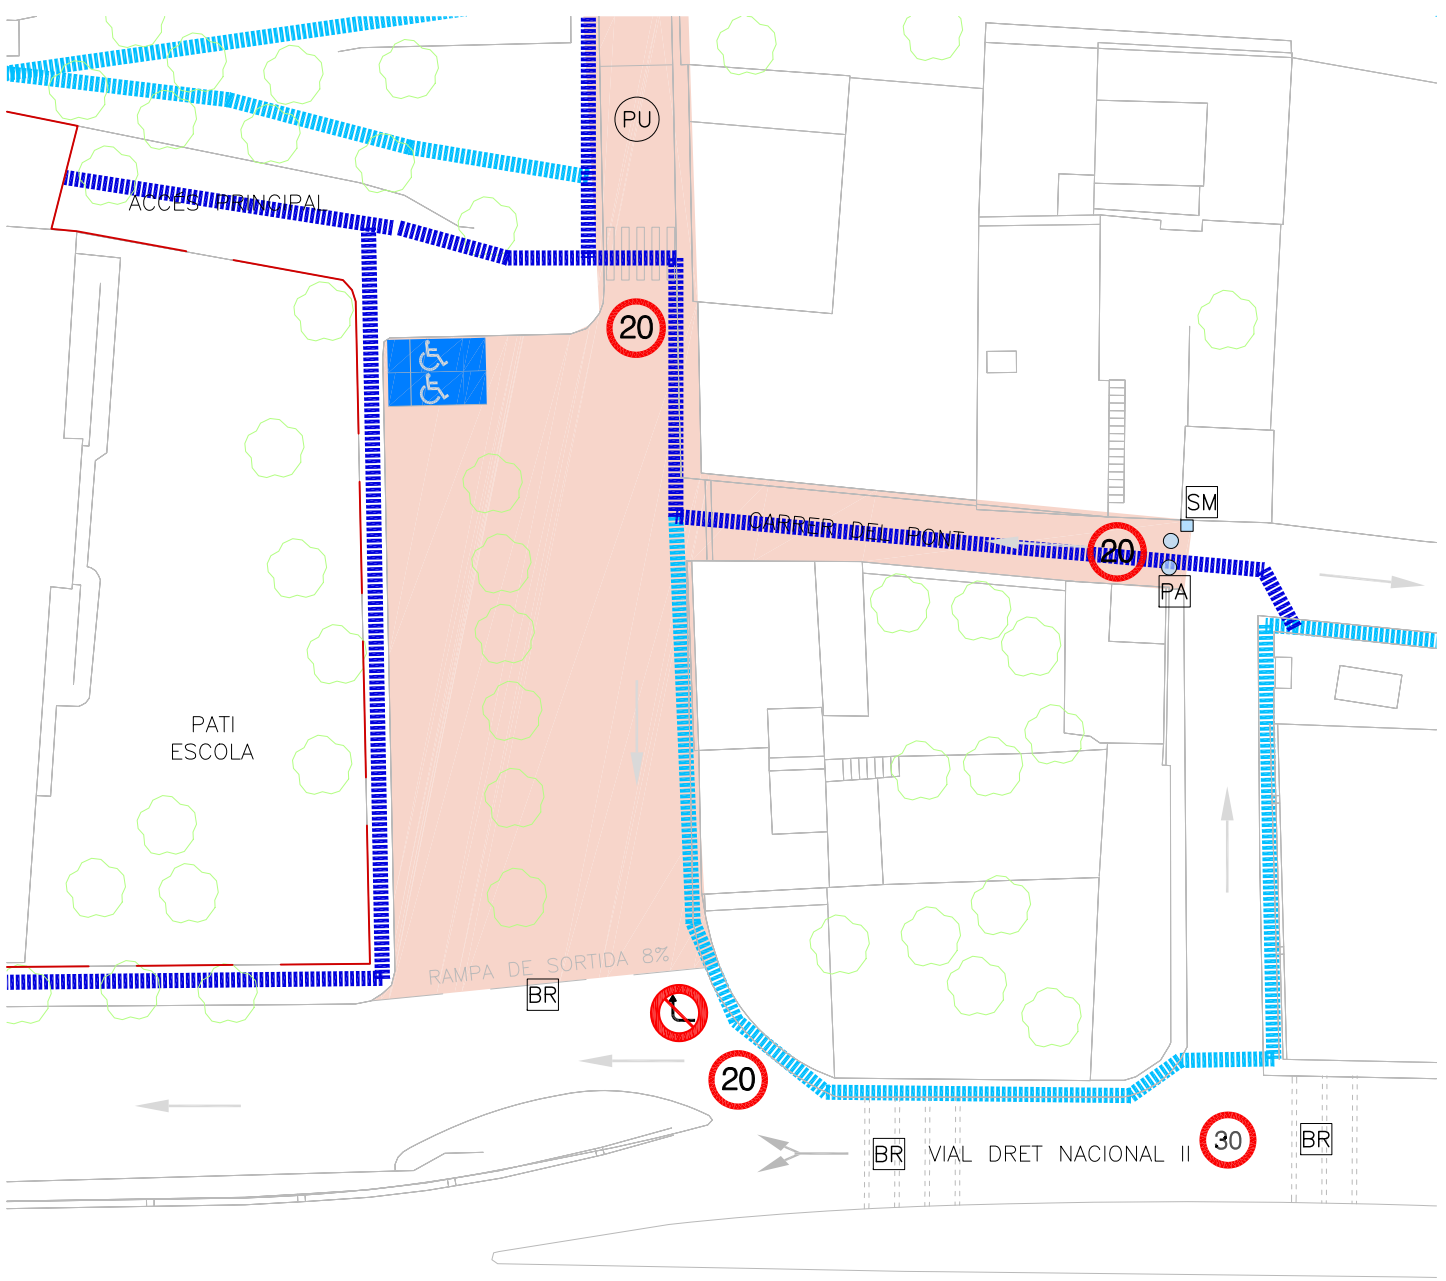 PU
ACCÉS PRINCIPAL
20
SM
CARRER DEL PONT
20
PA
PATI
ESCOLA
RAMPA DE SORTIDA 8%
BR
20
BR VIAL DRET NACIONAL II
30
BR